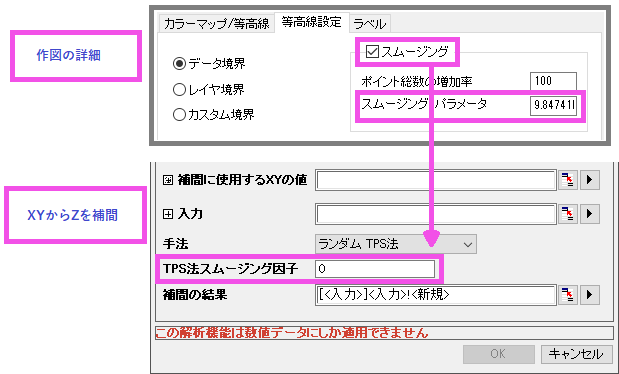 作図の詳細
カラーマップ/等高線 等高線設定 ラベル
データ境界
レイヤ境界
カスタム境界
スムージング
ポイント総数の増加率 100
スムージング パラメータ 9.84741
XYからZを補間
補間に使用するXYの値
入力
手法 ランダム TPS法
TPS法スムージング因子 0
補間の結果 [<入力>]<入力>!<新規>
この解析機能は数値データにしか適用できません
OK キャンセル